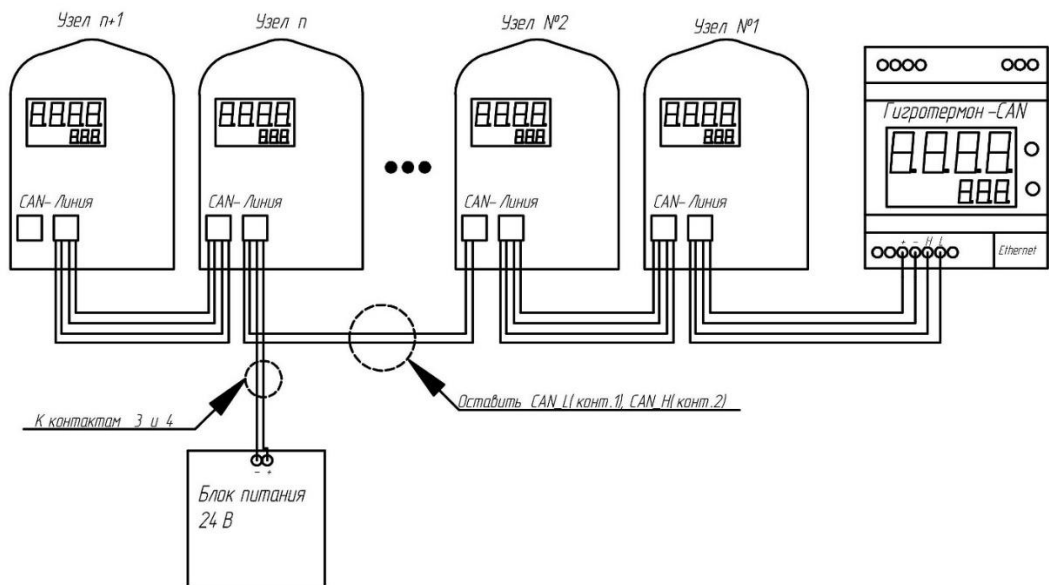 Узел n+1
Узел n
Узел №2
Узел №1
Гигротермон-CAN
CAN-Линия
CAN-Линия
CAN-Линия
CAN-Линия
+ - H L
Ethernet
К контактам 3 и 4
Оставить CAN_L(конт.1), CAN_H(конт.2)
- +
Блок питания
24 В